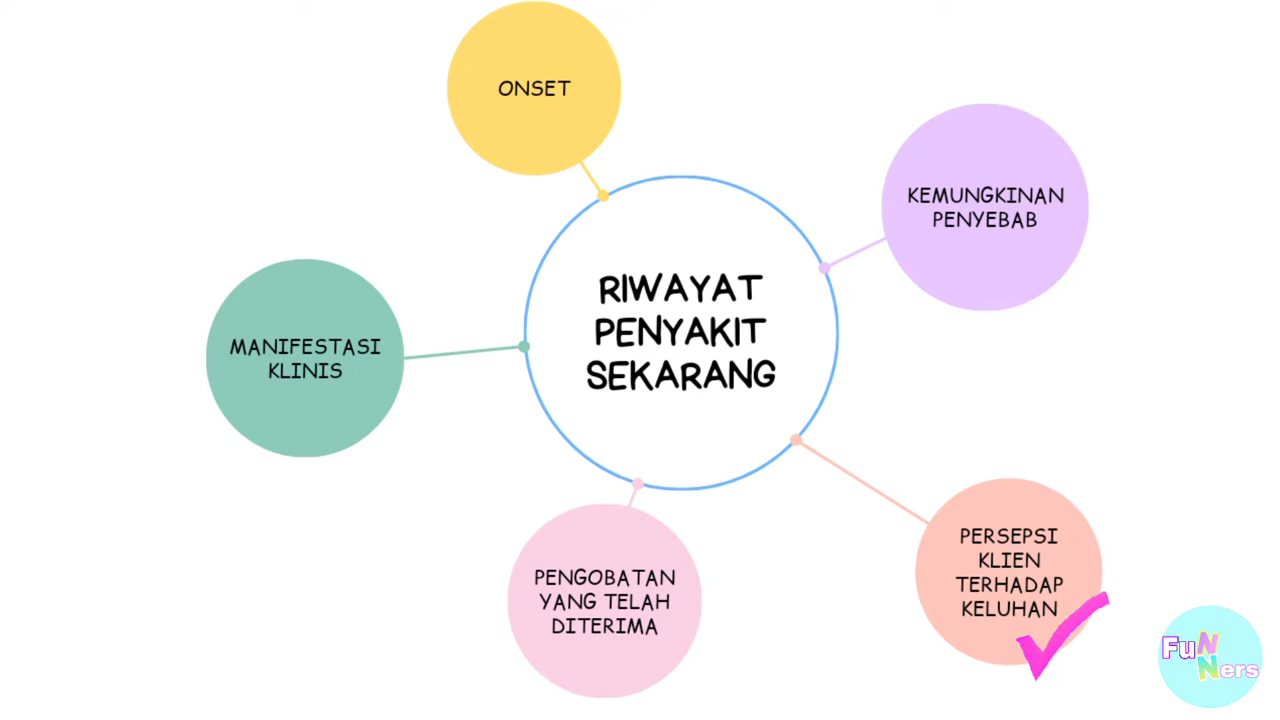 ONSET
KEMUNGKINAN
PENYEBAB
RIWAYAT
PENYAKIT
SEKARANG
MANIFESTASI
KLINIS
PERSEPSI
KLIEN
TERHADAP
KELUHAN
PENGOBATAN
YANG TELAH
DITERIMA
FuN
Ners